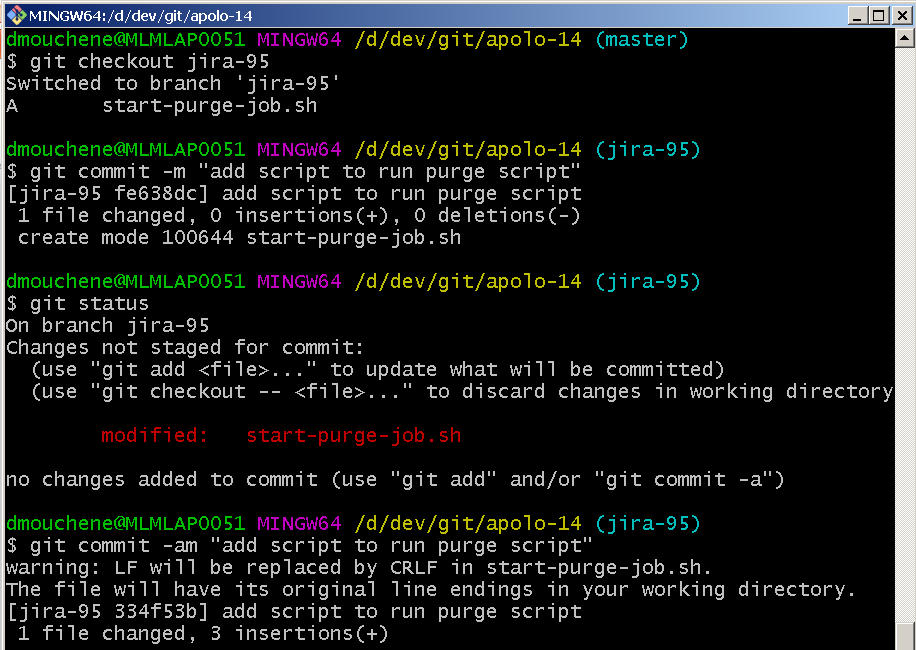 MINGW64:/d/dev/git/apolo-14
dmouchene@MLMLAP0051 MINGW64 /d/dev/git/apolo-14 (master)
$ git checkout jira-95
Switched to branch 'jira-95'
A       start-purge-job.sh
dmouchene@MLMLAP0051 MINGW64 /d/dev/git/apolo-14 (jira-95)
$ git commit -m "add script to run purge script"
[jira-95 fe638dc] add script to run purge script
 1 file changed, 0 insertions(+), 0 deletions(-)
 create mode 100644 start-purge-job.sh
dmouchene@MLMLAP0051 MINGW64 /d/dev/git/apolo-14 (jira-95)
$ git status
On branch jira-95
Changes not staged for commit:
  (use "git add <file>..." to update what will be committed)
  (use "git checkout -- <file>..." to discard changes in working directory
        modified:   start-purge-job.sh
no changes added to commit (use "git add" and/or "git commit -a")
dmouchene@MLMLAP0051 MINGW64 /d/dev/git/apolo-14 (jira-95)
$ git commit -am "add script to run purge script"
warning: LF will be replaced by CRLF in start-purge-job.sh.
The file will have its original line endings in your working directory.
[jira-95 334f53b] add script to run purge script
 1 file changed, 3 insertions(+)